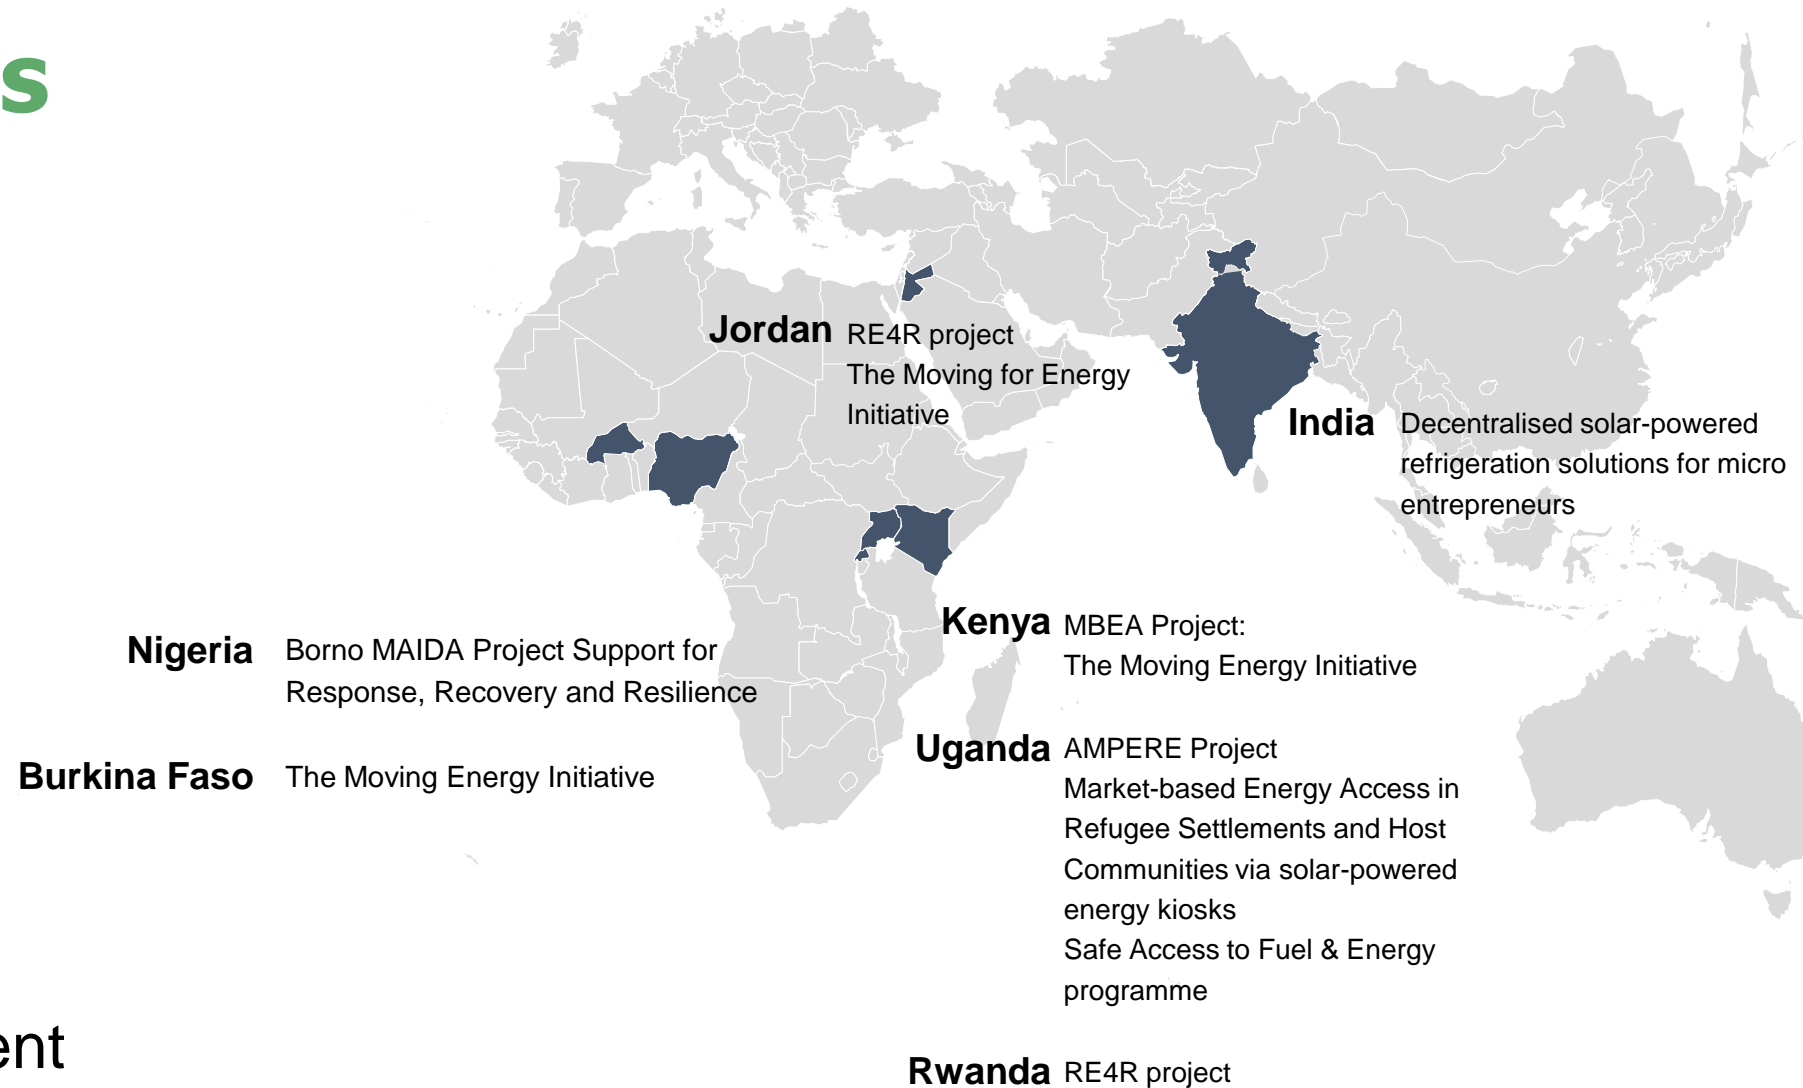 s
Jordan RE4R project
The Moving for Energy
Initiative
India Decentralised solar-powered
refrigeration solutions for micro
entrepreneurs
Nigeria Borno MAIDA Project Support for
Response, Recovery and Resilience
Burkina Faso The Moving Energy Initiative
Kenya MBEA Project:
The Moving Energy Initiative
Uganda AMPERE Project
Market-based Energy Access in
Refugee Settlements and Host
Communities via solar-powered
energy kiosks
Safe Access to Fuel & Energy
programme
ent
Rwanda RE4R project